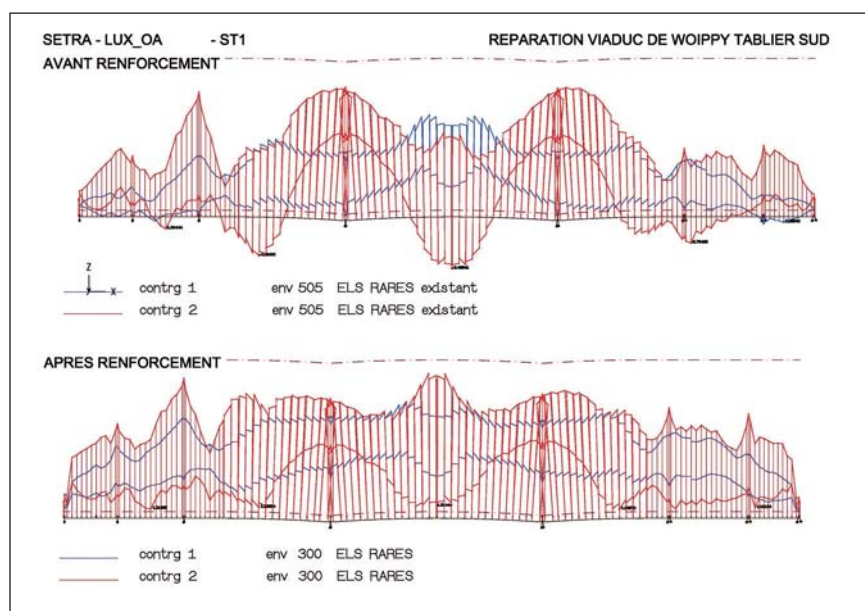 SETRA - LUX_OA - ST1 REPARATION VIADUC DE WOIPPY TABLIER SUD
AVANT RENFORCEMENT
Z
X
contrg 1 env 505 ELS RARES existant
contrg 2 env 505 ELS RARES existant
APRES RENFORCEMENT
contrg 1 env 300 ELS RARES
contrg 2 env 300 ELS RARES